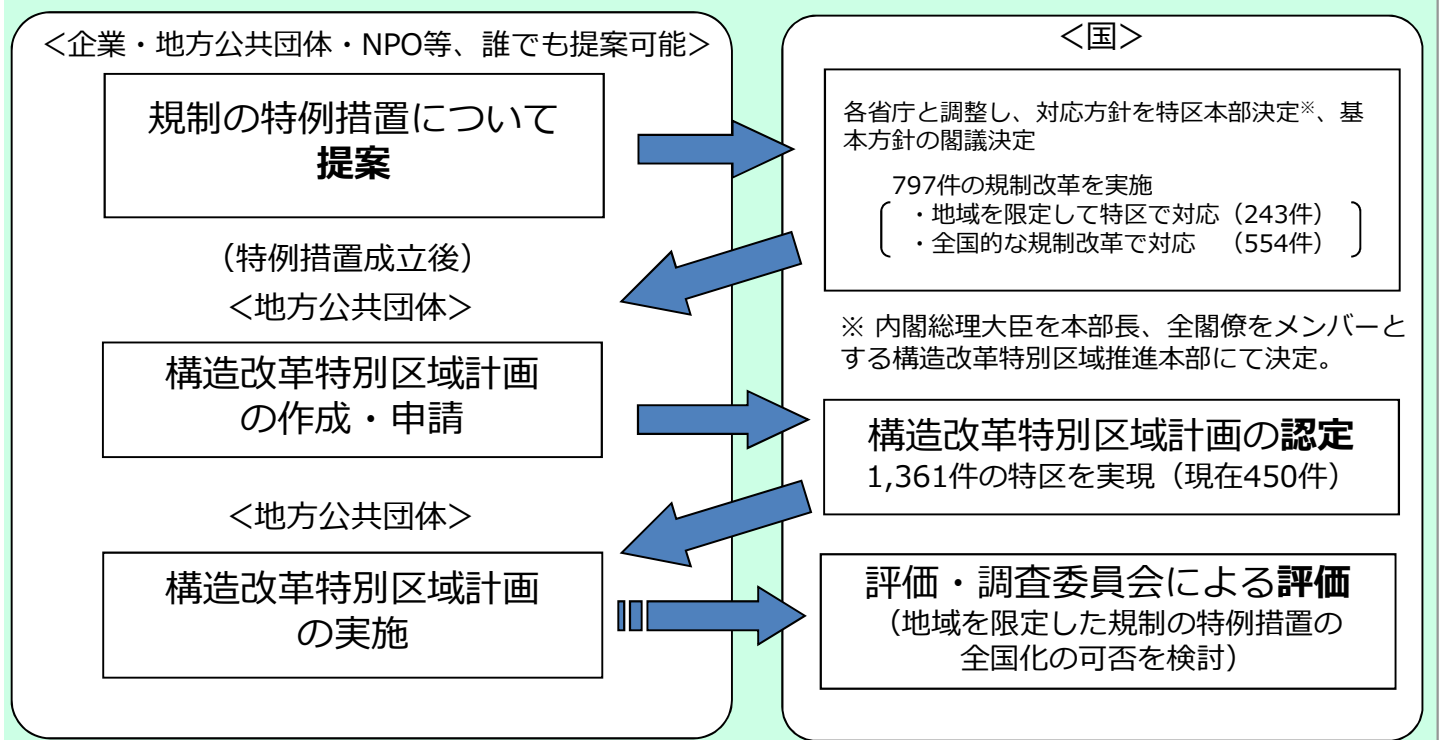 ＜企業・地方公共団体・NPO等、誰でも提案可能＞
規制の特例措置について
提案
（特例措置成立後）
＜地方公共団体＞
構造改革特別区域計画
の作成・申請
＜地方公共団体＞
構造改革特別区域計画
の実施
＜国＞
各省庁と調整し、対応方針を特区本部決定※、基
本方針の閣議決定
797件の規制改革を実施
・地域を限定して特区で対応（243件）
・全国的な規制改革で対応　（554件）
※ 内閣総理大臣を本部長、全閣僚をメンバーと
する構造改革特別区域推進本部にて決定。
構造改革特別区域計画の認定
1,361件の特区を実現（現在450件）
評価・調査委員会による評価
（地域を限定した規制の特例措置の
全国化の可否を検討）